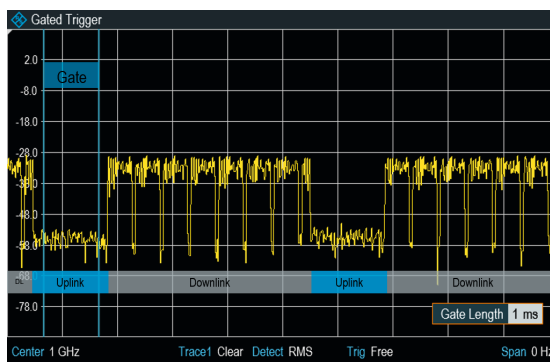 Gated Trigger
2.0
Gate
-8.0
-18.0
-28.0
-38.0
-48.0
-58.0
-68.0
DL Uplink Downlink Uplink Downlink
-78.0
Gate Length 1 ms
Center 1 GHz Trace1 Clear Detect RMS Trig Free Span 0 Hz